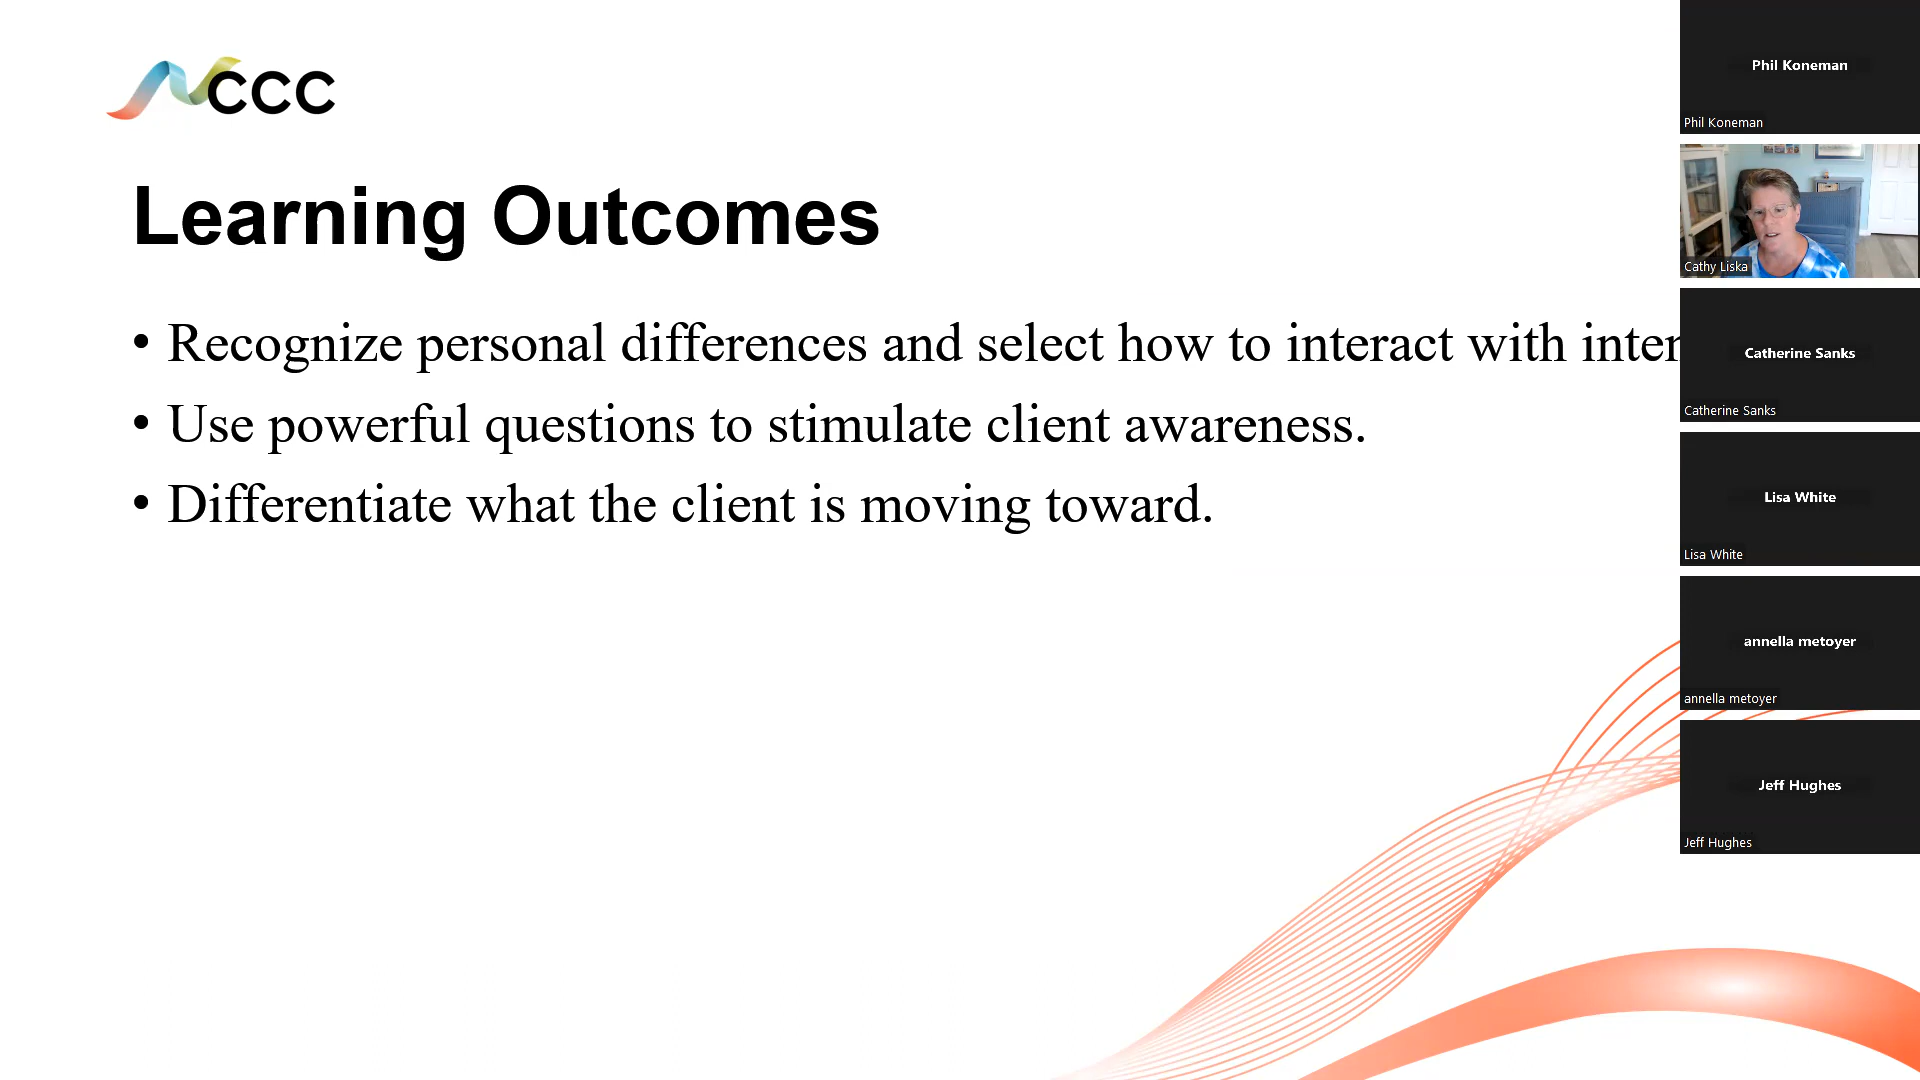 CCC
Learning Outcomes
• Recognize personal differences and select how to interact with
• Use powerful questions to stimulate client awareness.
• Differentiate what the client is moving toward.
Phil Koneman
Phil Koneman
Cathy Liska
Catherine Sanks
Catherine Sanks
Lisa White
Lisa White
annella metoyer
annella metoyer
Jeff Hughes
Jeff Hughes